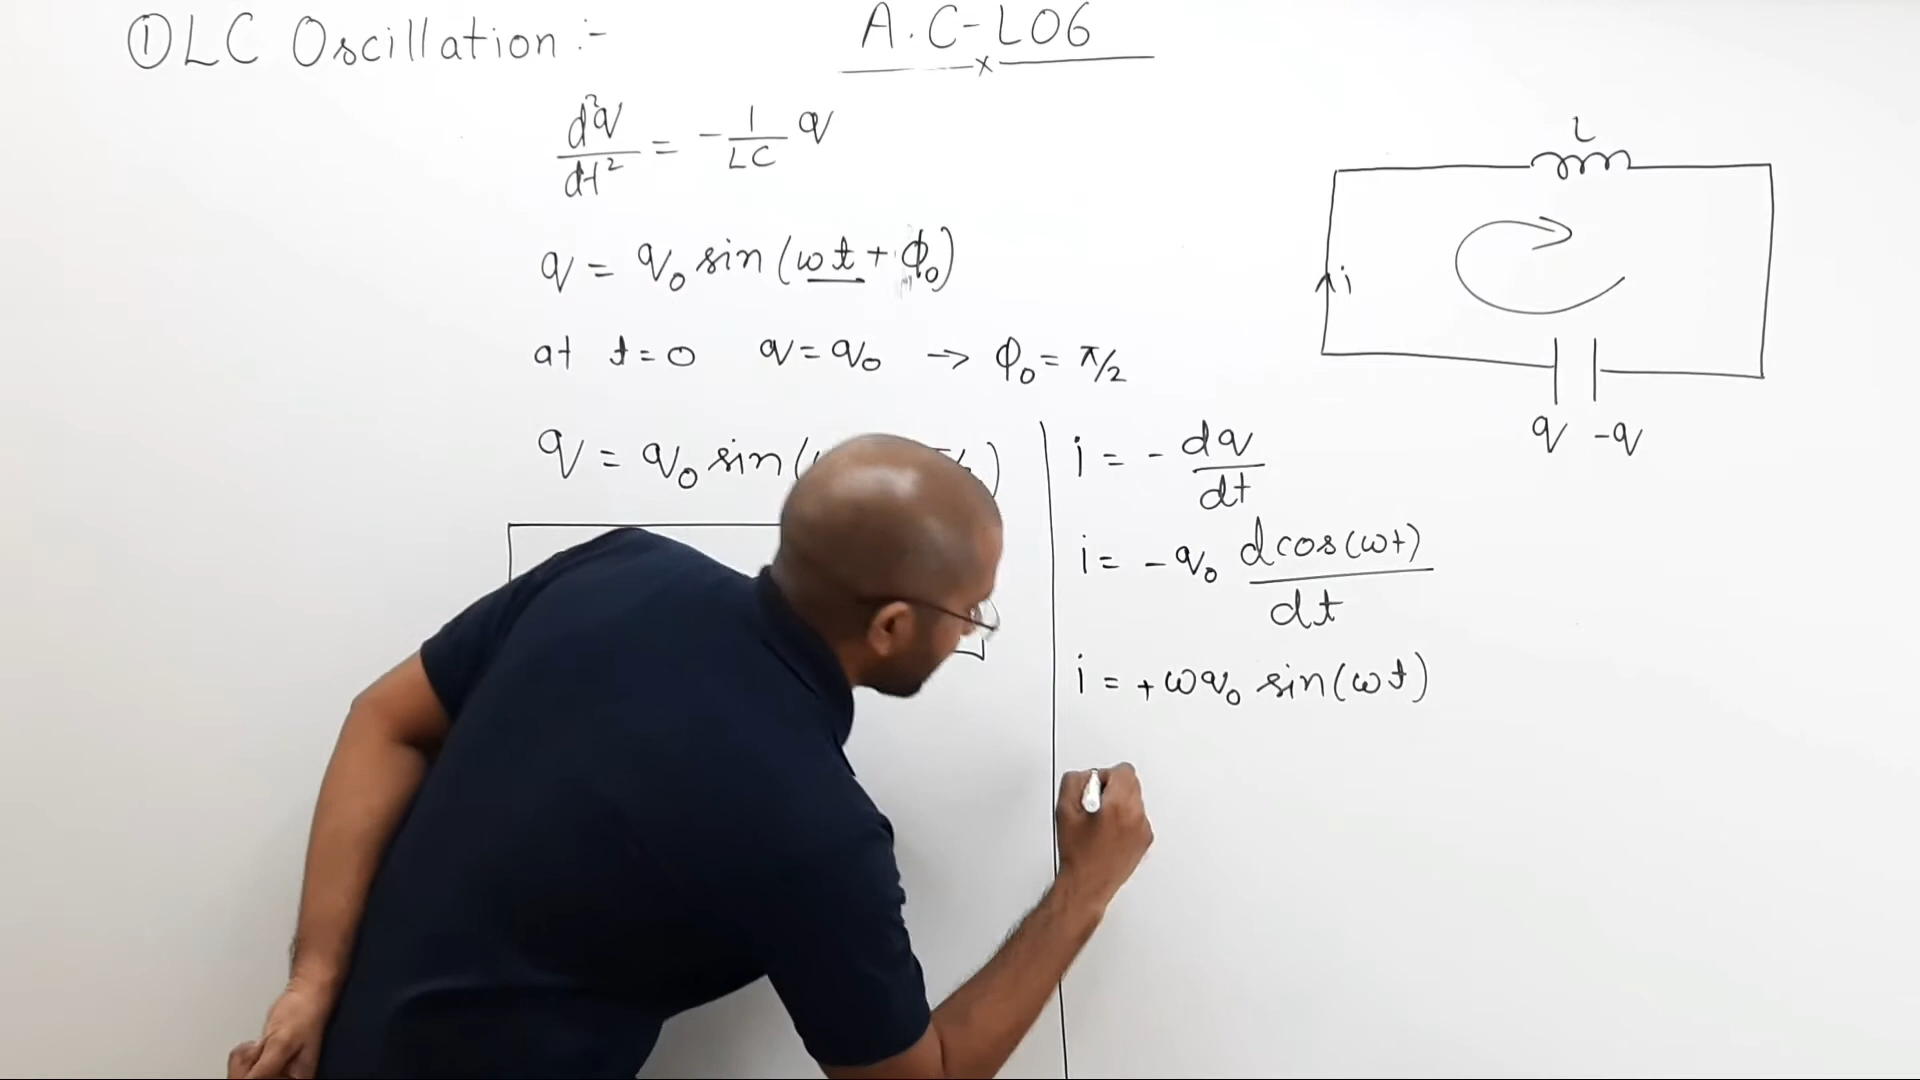 ① LC Oscillation :-
A.C-L06
d²q/dt² = - 1/LC q
q = q₀ sin(ωt + φ₀)
at t = 0 q = q₀ → φ₀ = π/2
q = q₀ sin(
)
i = - dq/dt
i = - q₀ d cos(ωt)/dt
i = + ωq₀ sin(ωt)
L
i
q -q